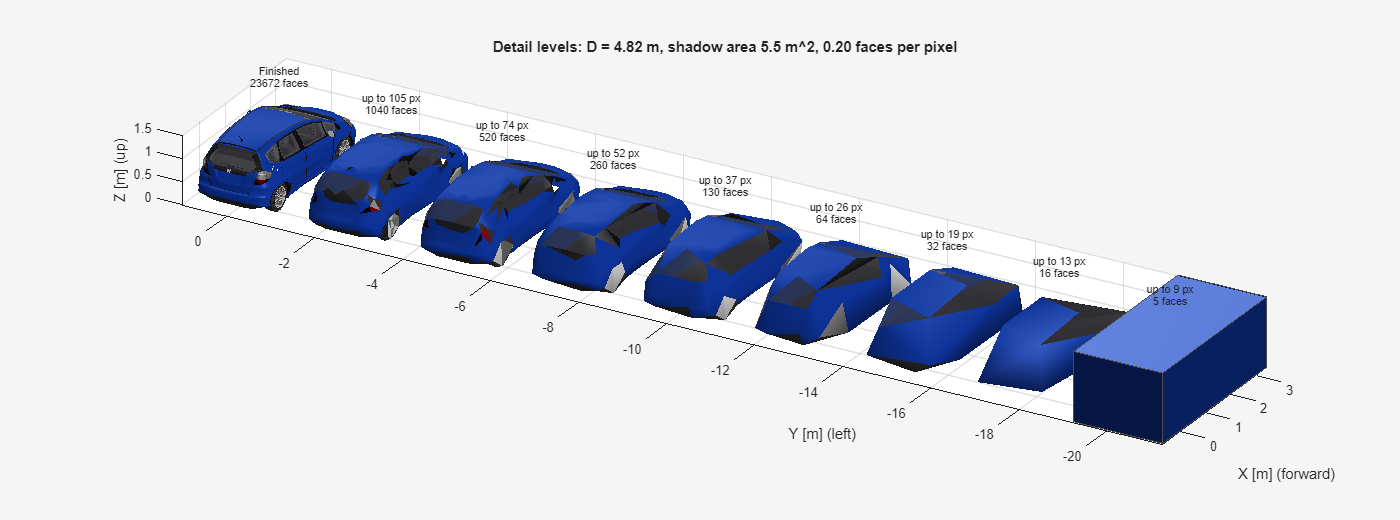 Detail levels: D = 4.82 m, shadow area 5.5 m^2, 0.20 faces per pixel
Finished
23672 faces
up to 105 px
1040 faces
up to 74 px
520 faces
up to 52 px
260 faces
up to 37 px
130 faces
up to 26 px
64 faces
up to 19 px
32 faces
up to 13 px
16 faces
up to 9 px
5 faces
1.5
1
0.5
0
Z [m] (up)
0
-2
-4
-6
-8
-10
-12
-14
-16
-18
-20
Y [m] (left)
3
2
1
0
X [m] (forward)